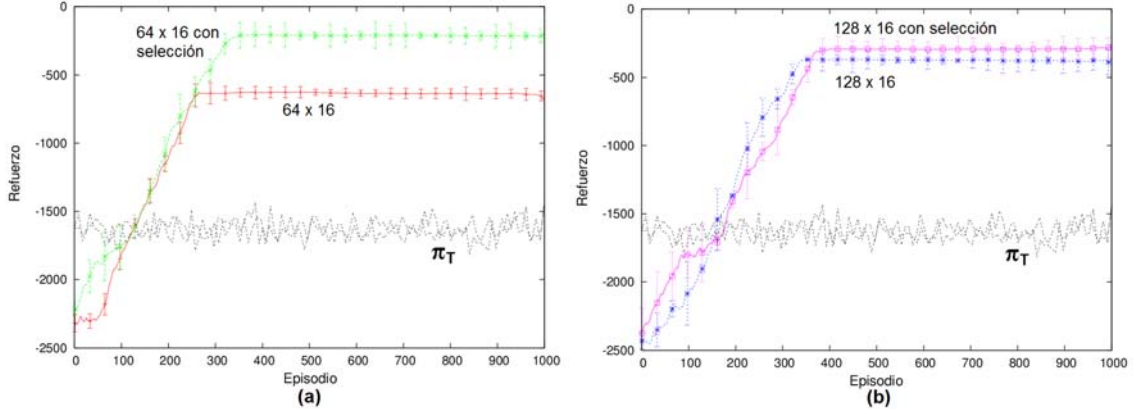 0
-500
-1000
-1500
-2000
-2500
Refuerzo
64 x 16 con
selección
64 x 16
πT
0 100 200 300 400 500 600 700 800 900 1000
Episodio
(a)
0
-500
-1000
-1500
-2000
-2500
Refuerzo
128 x 16 con selección
128 x 16
πT
0 100 200 300 400 500 600 700 800 900 1000
Episodio
(b)